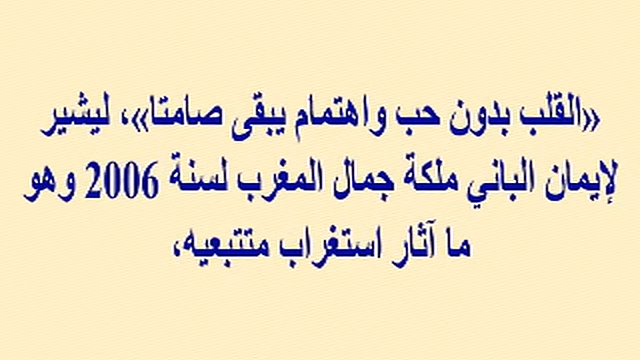 «القلب بدون حب واهتمام يبقى صامتا»، ليشير
لإيمان الباني ملكة جمال المغرب لسنة 2006 وهو
ما آثار استغراب متتبعيه،